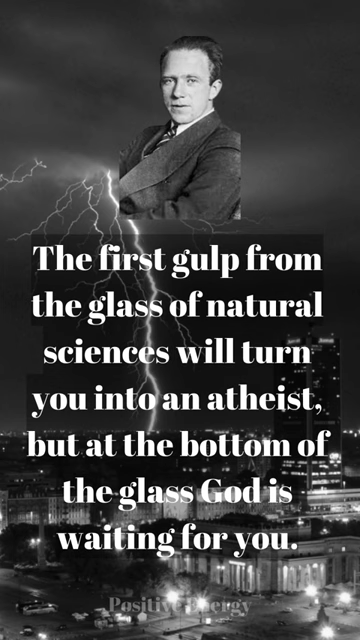 The first gulp from
the glass of natural
sciences will turn
you into an atheist,
but at the bottom of
the glass God is
waiting for you.
Positive Energy